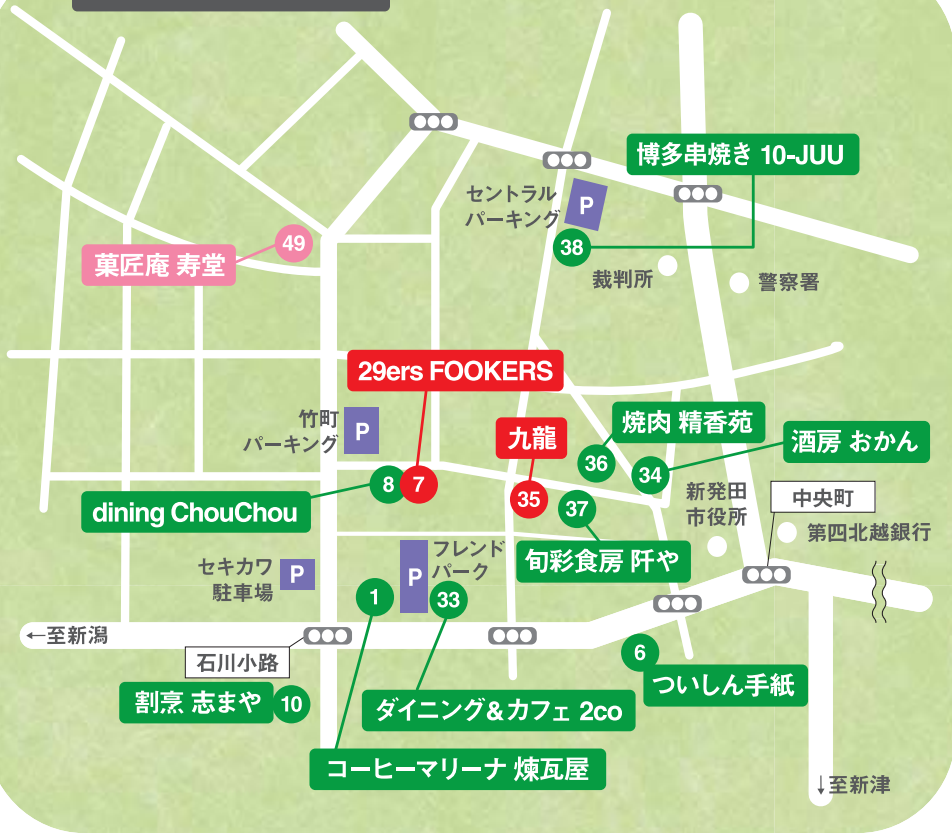 博多串焼き 10-JUU
セントラル
パーキング
P
38
裁判所
警察署
49
菓匠庵 寿堂
29ers FOOKERS
竹町
パーキング
P
九龍
焼肉 精香苑
酒房 おかん
36
34
8
7
35
37
dining ChouChou
新発田
市役所
中央町
第四北越銀行
旬彩食房 阡や
フレンド
パーク
P
セキカワ
駐車場
P
1
33
←至新潟
石川小路
6
ついしん手紙
割烹 志まや
10
ダイニング&カフェ 2co
コーヒーマリーナ 煉瓦屋
↓至新津